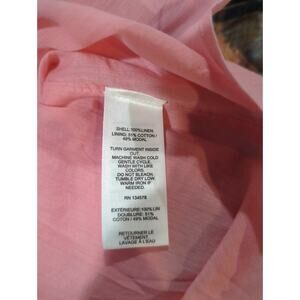 SHELL 100%LINEN
LINING: 51% COTTON /
49% MODAL
TURN GARMENT INSIDE
OUT.
MACHINE WASH COLD
GENTLE CYCLE.
WASH WITH LIKE
COLORS.
DO NOT BLEACH.
TUMBLE DRY LOW.
WARM IRON IF
NEEDED.
RN 134578
EXTÉRIEURE:100% LIN
DOUBLURE: 51%
COTON / 49% MODAL
RETOURNER LE
VÊTEMENT
LAVAGE À L'EAU